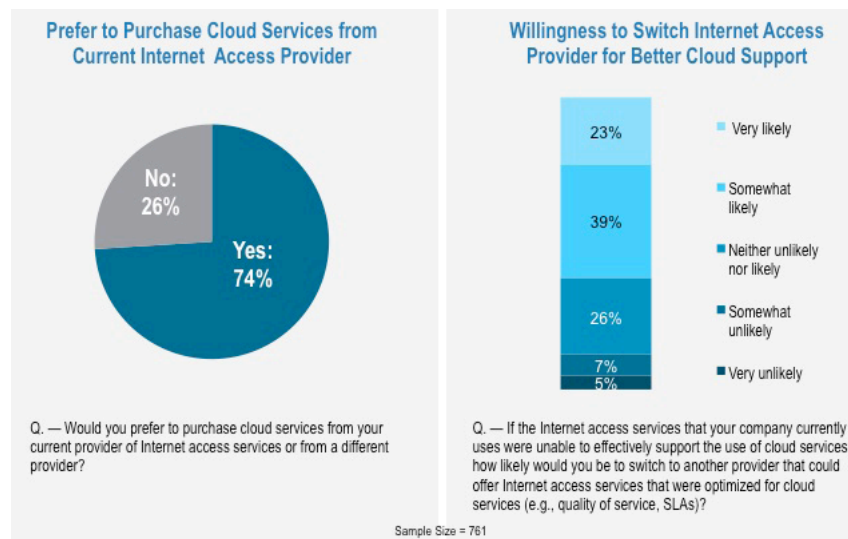 Prefer to Purchase Cloud Services from
Current Internet Access Provider
No:
26%
Yes:
74%
Q. — Would you prefer to purchase cloud services from your
current provider of Internet access services or from a different
provider?
Willingness to Switch Internet Access
Provider for Better Cloud Support
23%
39%
26%
7%
5%
Very likely
Somewhat
likely
Neither unlikely
nor likely
Somewhat
unlikely
Very unlikely
Q. — If the Internet access services that your company currently
uses were unable to effectively support the use of cloud services
how likely would you be to switch to another provider that could
offer Internet access services that were optimized for cloud
services (e.g., quality of service, SLAs)?
Sample Size = 761